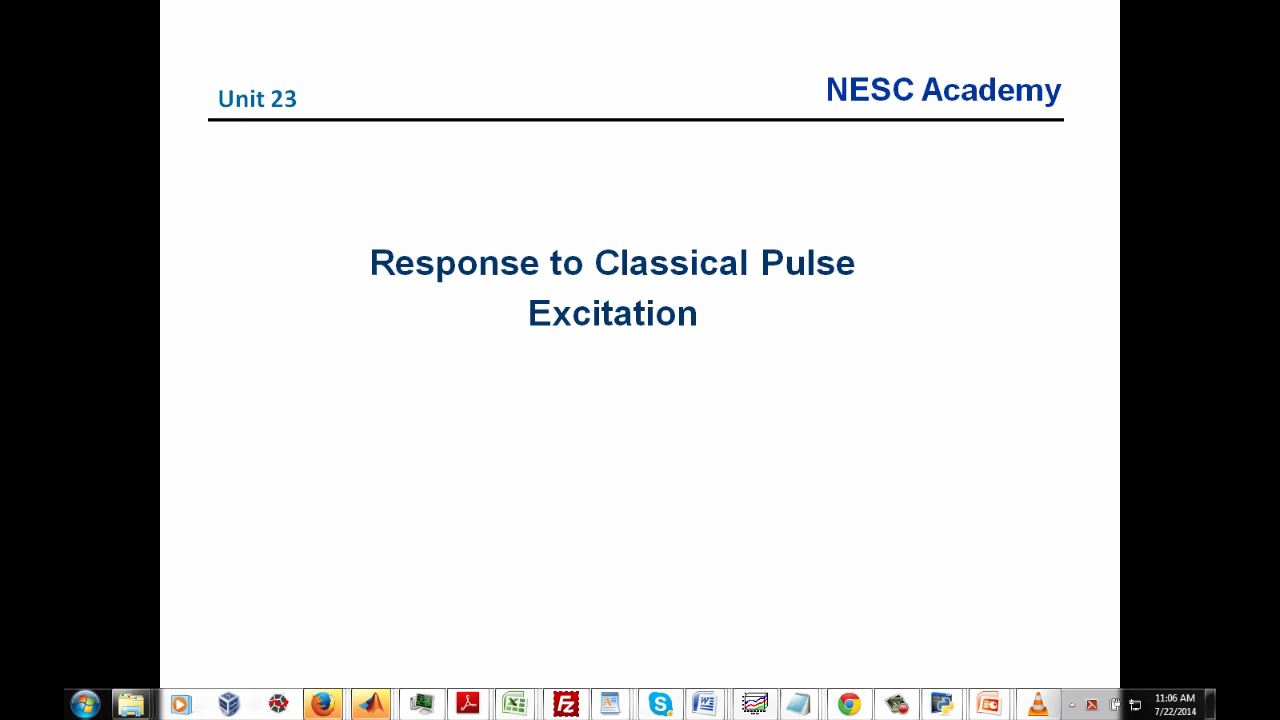 Unit 23
NESC Academy
Response to Classical Pulse
Excitation
11:06 AM
7/22/2014